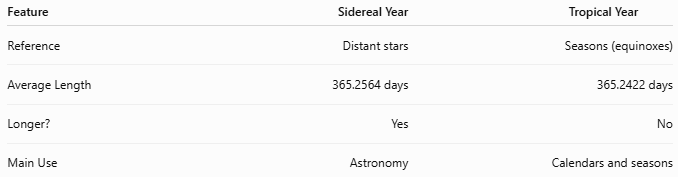 Feature Sidereal Year Tropical Year
Reference Distant stars Seasons (equinoxes)
Average Length 365.2564 days 365.2422 days
Longer? Yes No
Main Use Astronomy Calendars and seasons